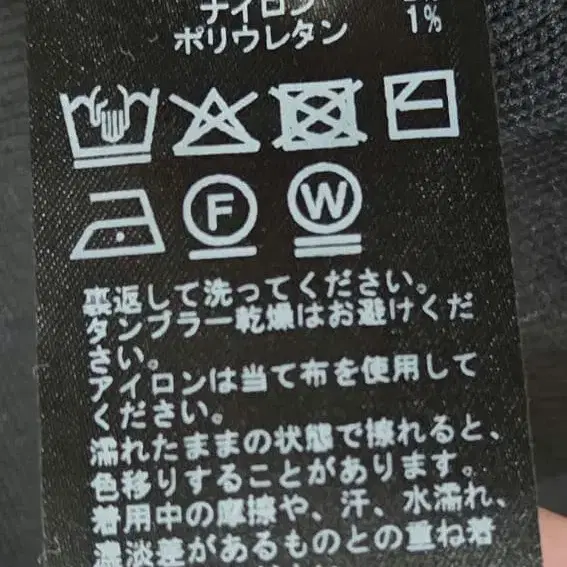 ナイロン
ポリウレタン 1%
F W
裏返して洗ってください。
タンブラー乾燥はお避けくだ
さい。
アイロンは当て布を使用して
ください。
濡れたままの状態で擦れると、
色移りすることがあります。
着用中の摩擦や、汗、水濡れ、
濃淡差があるものとの重ね着